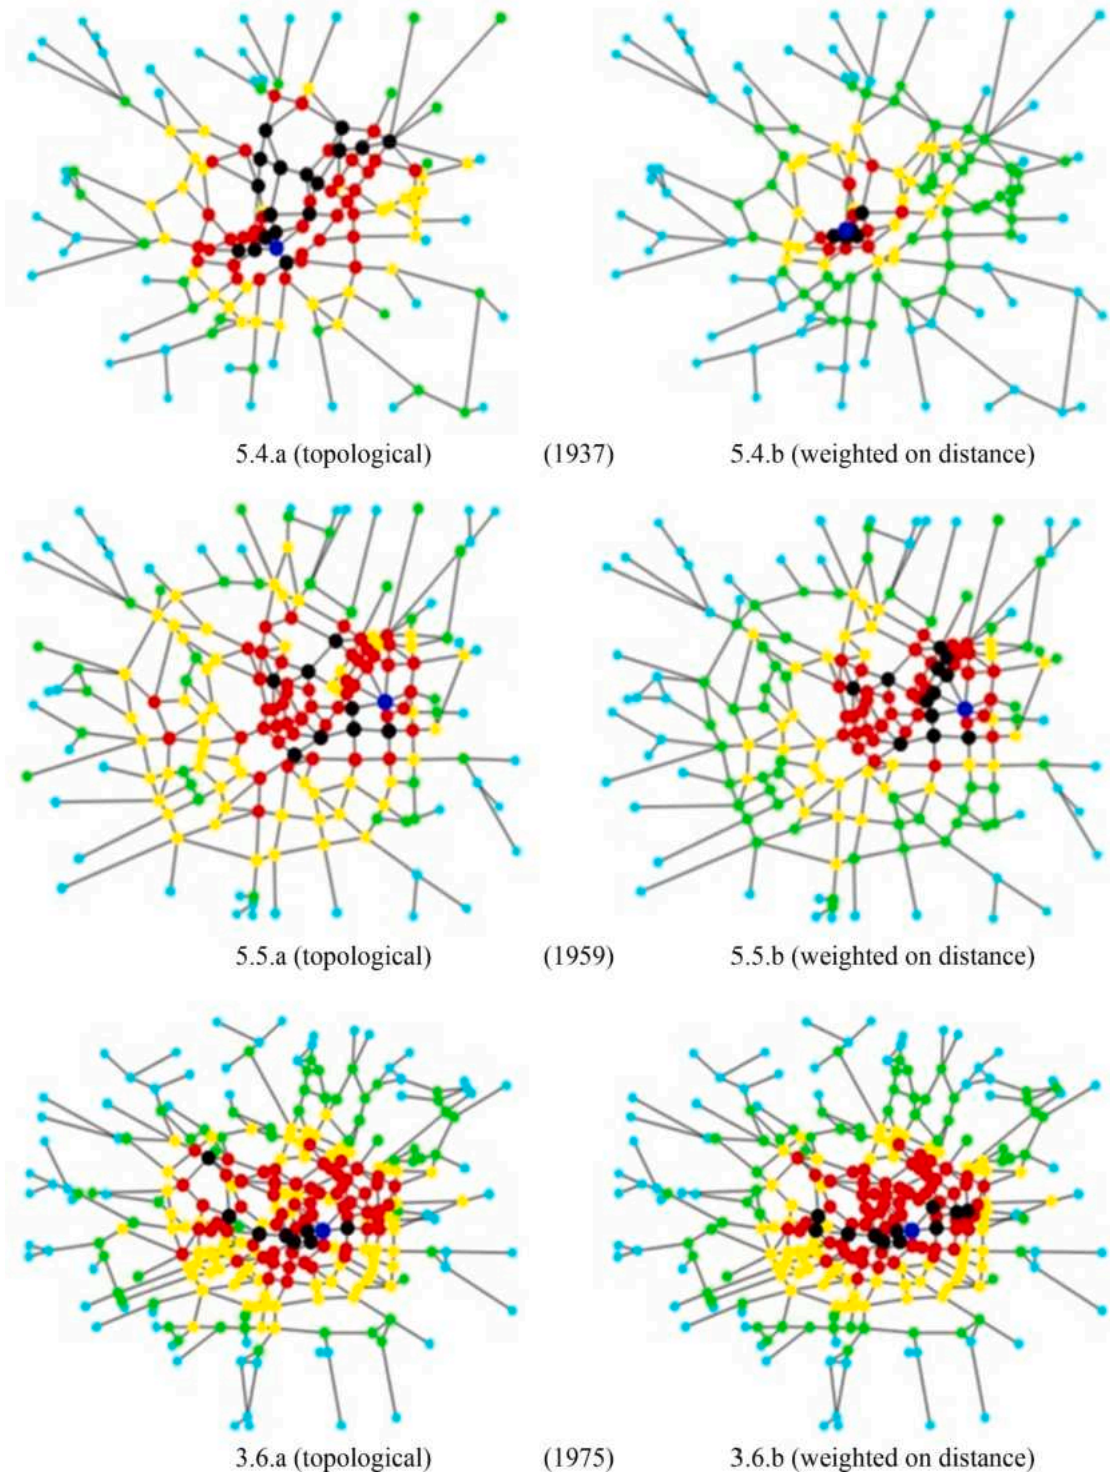 5.4.a (topological) (1937) 5.4.b (weighted on distance)
5.5.a (topological) (1959) 5.5.b (weighted on distance)
3.6.a (topological) (1975) 3.6.b (weighted on distance)